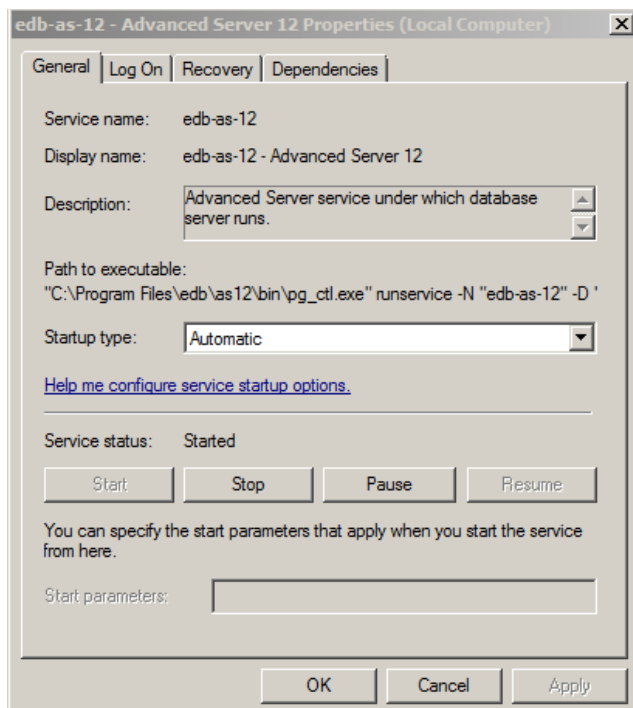 edb-as-12 - Advanced Server 12 Properties (Local Computer)
General
Log On
Recovery
Dependencies
Service name: edb-as-12
Display name: edb-as-12 - Advanced Server 12
Description: Advanced Server service under which database
server runs.
Path to executable:
"C:\Program Files\edb\as12\bin\pg_ctl.exe" runservice -N "edb-as-12" -D '
Startup type: Automatic
Help me configure service startup options.
Service status: Started
Start
Stop
Pause
Resume
You can specify the start parameters that apply when you start the service
from here.
Start parameters:
OK
Cancel
Apply